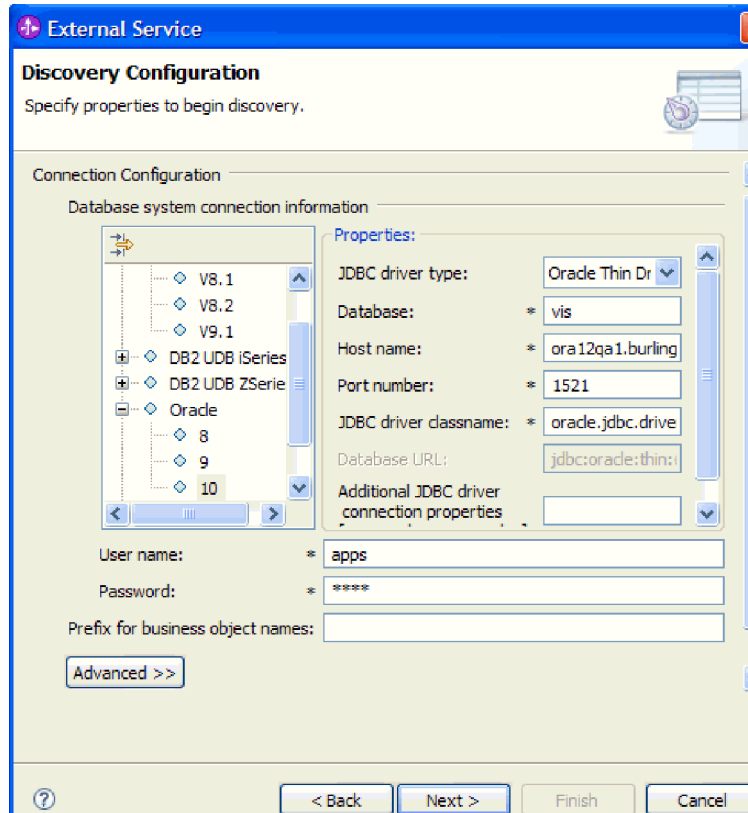 External Service
Discovery Configuration
Specify properties to begin discovery.
Connection Configuration
Database system connection information
V8.1
V8.2
V9.1
DB2 UDB iSeries
DB2 UDB ZSerie
Oracle
8
9
10
Properties:
JDBC driver type: Oracle Thin Dr
Database: * vis
Host name: * ora12qa1.burling
Port number: * 1521
JDBC driver classname: * oracle.jdbc.drive
Database URL: jdbc:oracle:thin:
Additional JDBC driver
connection properties
User name: * apps
Password: * ****
Prefix for business object names:
Advanced >>
< Back Next > Finish Cancel